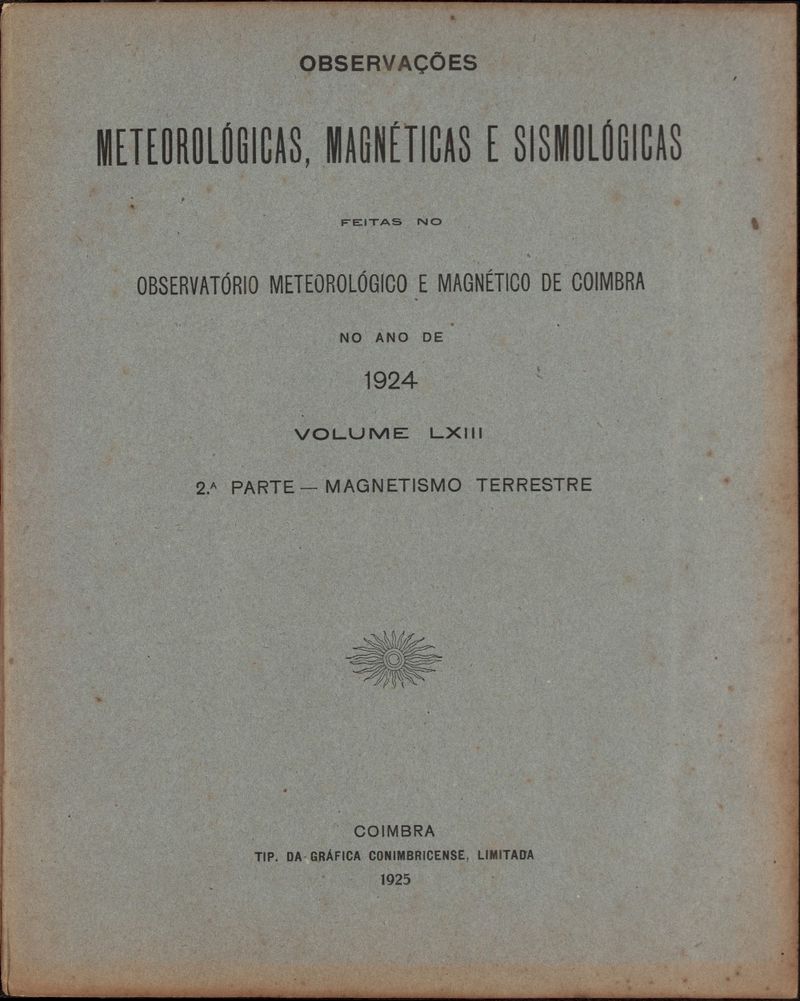 OBSERVAÇÕES
METEOROLÓGICAS, MAGNÉTICAS E SISMOLÓGICAS
FEITAS NO
OBSERVATÓRIO METEOROLÓGICO E MAGNÉTICO DE COIMBRA
NO ANO DE
1924
VOLUME LXIII
2.ᴬ PARTE — MAGNETISMO TERRESTRE
COIMBRA
TIP. DA GRÁFICA CONIMBRICENSE, LIMITADA
1925